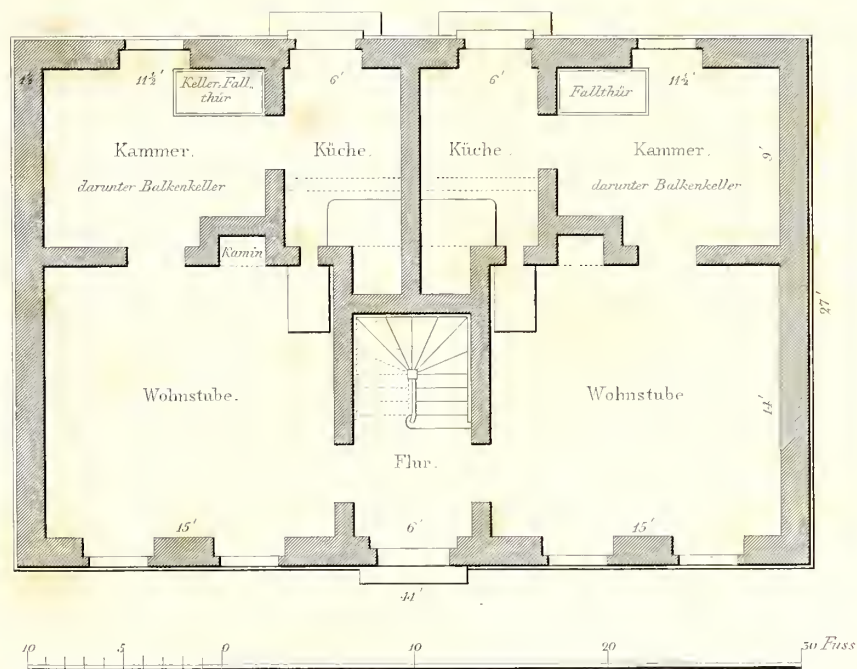 1½ 11½' Keller, Fall„ 6' 6' Fallthür 11½'
thür
Kammer. Küche. Küche. Kammer. 9'
darunter Balkenkeller darunter Balkenkeller
Kamin
27'
Wohnstube. Wohnstube 14'
Flur.
15' 6' 15'
44'
10 5 0 10 20 30 Fuss